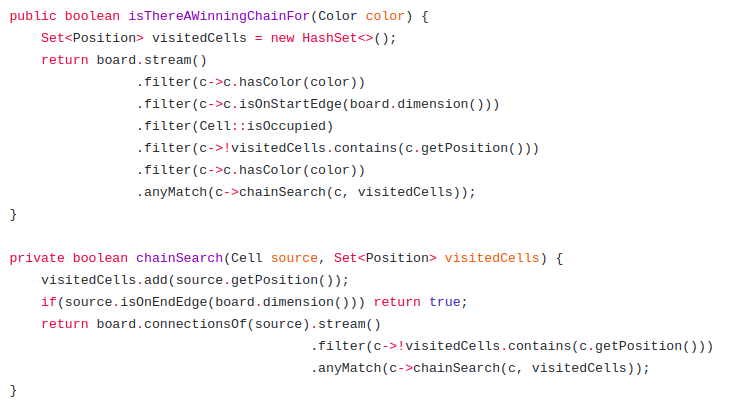 public boolean isThereAWinningChainFor(Color color) {
    Set<Position> visitedCells = new HashSet<>();
    return board.stream()
                .filter(c->c.hasColor(color))
                .filter(c->c.isOnStartEdge(board.dimension()))
                .filter(Cell::isOccupied)
                .filter(c->!visitedCells.contains(c.getPosition()))
                .filter(c->c.hasColor(color))
                .anyMatch(c->chainSearch(c, visitedCells));
}

private boolean chainSearch(Cell source, Set<Position> visitedCells) {
    visitedCells.add(source.getPosition());
    if(source.isOnEndEdge(board.dimension())) return true;
    return board.connectionsOf(source).stream()
                                      .filter(c->!visitedCells.contains(c.getPosition()))
                                      .anyMatch(c->chainSearch(c, visitedCells));
}